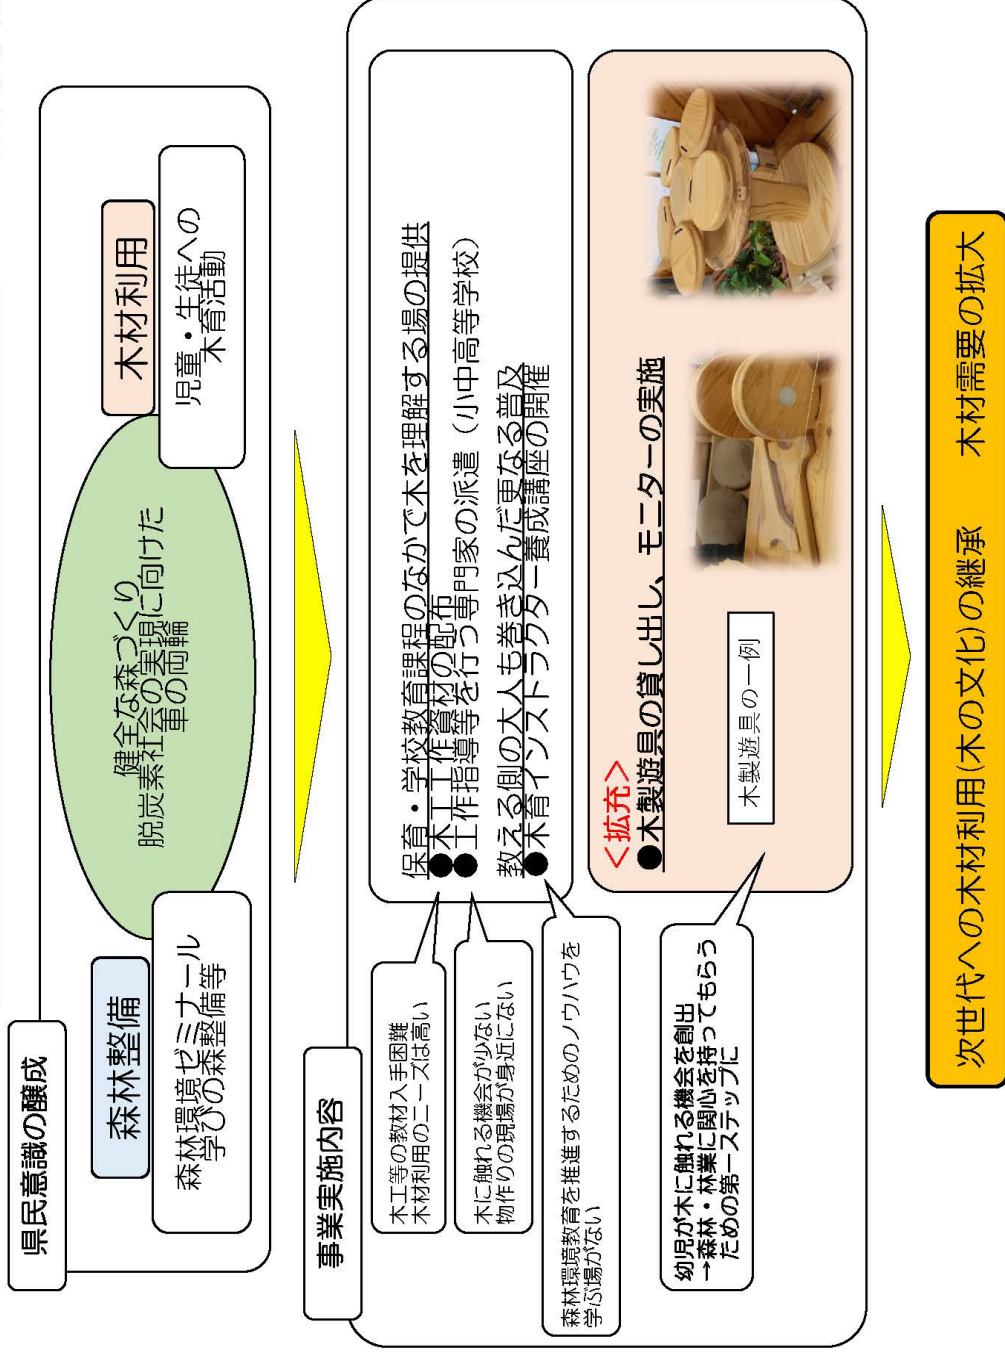 県民意識の醸成
森林整備
森林環境ゼミナール
学びの森整備等
健全な森づくり
脱炭素社会の実現に向けた
車の両輪
木材利用
児童・生徒への
木育活動
事業実施内容
木工等の教材入手困難
木材利用のニーズは高い
木に触れる機会が少ない
物作りの現場が身近にない
森林環境教育を推進するためのノウハウを
学ぶ場がない
保育・学校教育課程のなかで木を理解する場の提供
●木工工作資材の配布
●工作指導等を行う専門家の派遣（小中高等学校）
教える側の大人も巻き込んだ更なる普及
●木育インストラクター養成講座の開催
幼児が木に触れる機会を創出
→森林・林業に関心を持ってもらう
ための第一ステップに
＜拡充＞
●木製遊具の貸し出し、モニターの実施
木製遊具の一例
次世代への木材利用(木の文化)の継承　木材需要の拡大